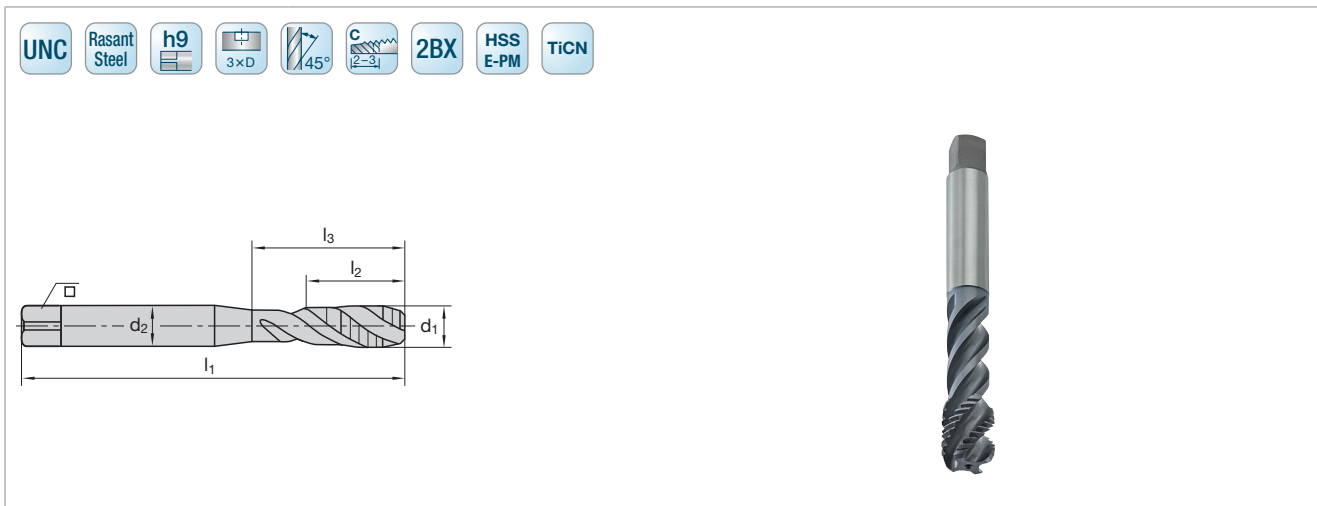 UNC
Rasant
Steel
h9
3×D
45°
C
2–3
2BX
HSS
E-PM
TiCN
l3
l2
d2
d1
l1